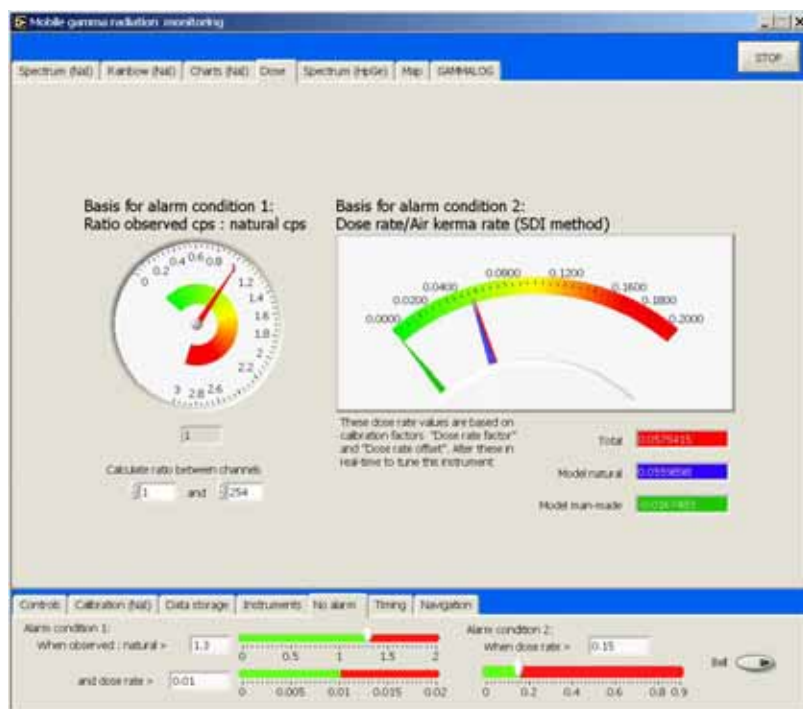 Mobile gamma radiation monitoring
STOP
Spectrum (NaI) Rainbow (NaI) Charts (NaI) Dose Spectrum (HpGe) Map GAMMALOG
Basis for alarm condition 1:
Ratio observed cps : natural cps
0 0.2 0.4 0.6 0.8 1.2 1.4 1.6 1.8 2 2.2 2.6 2.8 3
1
Calculate ratio between channels
1 and 254
Basis for alarm condition 2:
Dose rate/Air kerma rate (SDI method)
0.0000 0.0200 0.0400 0.0800 0.1200 0.1600 0.1800 0.2000
These dose rate values are based on
calibration factors "Dose rate factor"
and "Dose rate offset". Alter these in
real-time to tune this instrument
Total 0.0575415
Model natural
Model man-made
Controls Calibration (NaI) Data storage Instruments No alarm Timing Navigation
Alarm condition 1:
When observed : natural > 1.3
0 0.5 1 1.5 2
and dose rate > 0.01
0 0.005 0.01 0.015 0.02
Alarm condition 2:
When dose rate > 0.15
0 0.2 0.4 0.6 0.8 0.9
Bell